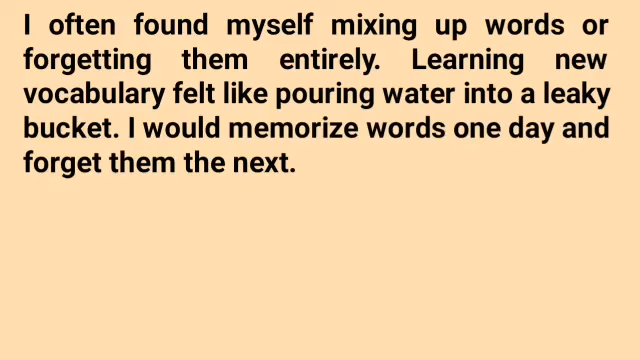 I often found myself mixing up words or
forgetting them entirely. Learning new
vocabulary felt like pouring water into a leaky
bucket. I would memorize words one day and
forget them the next.